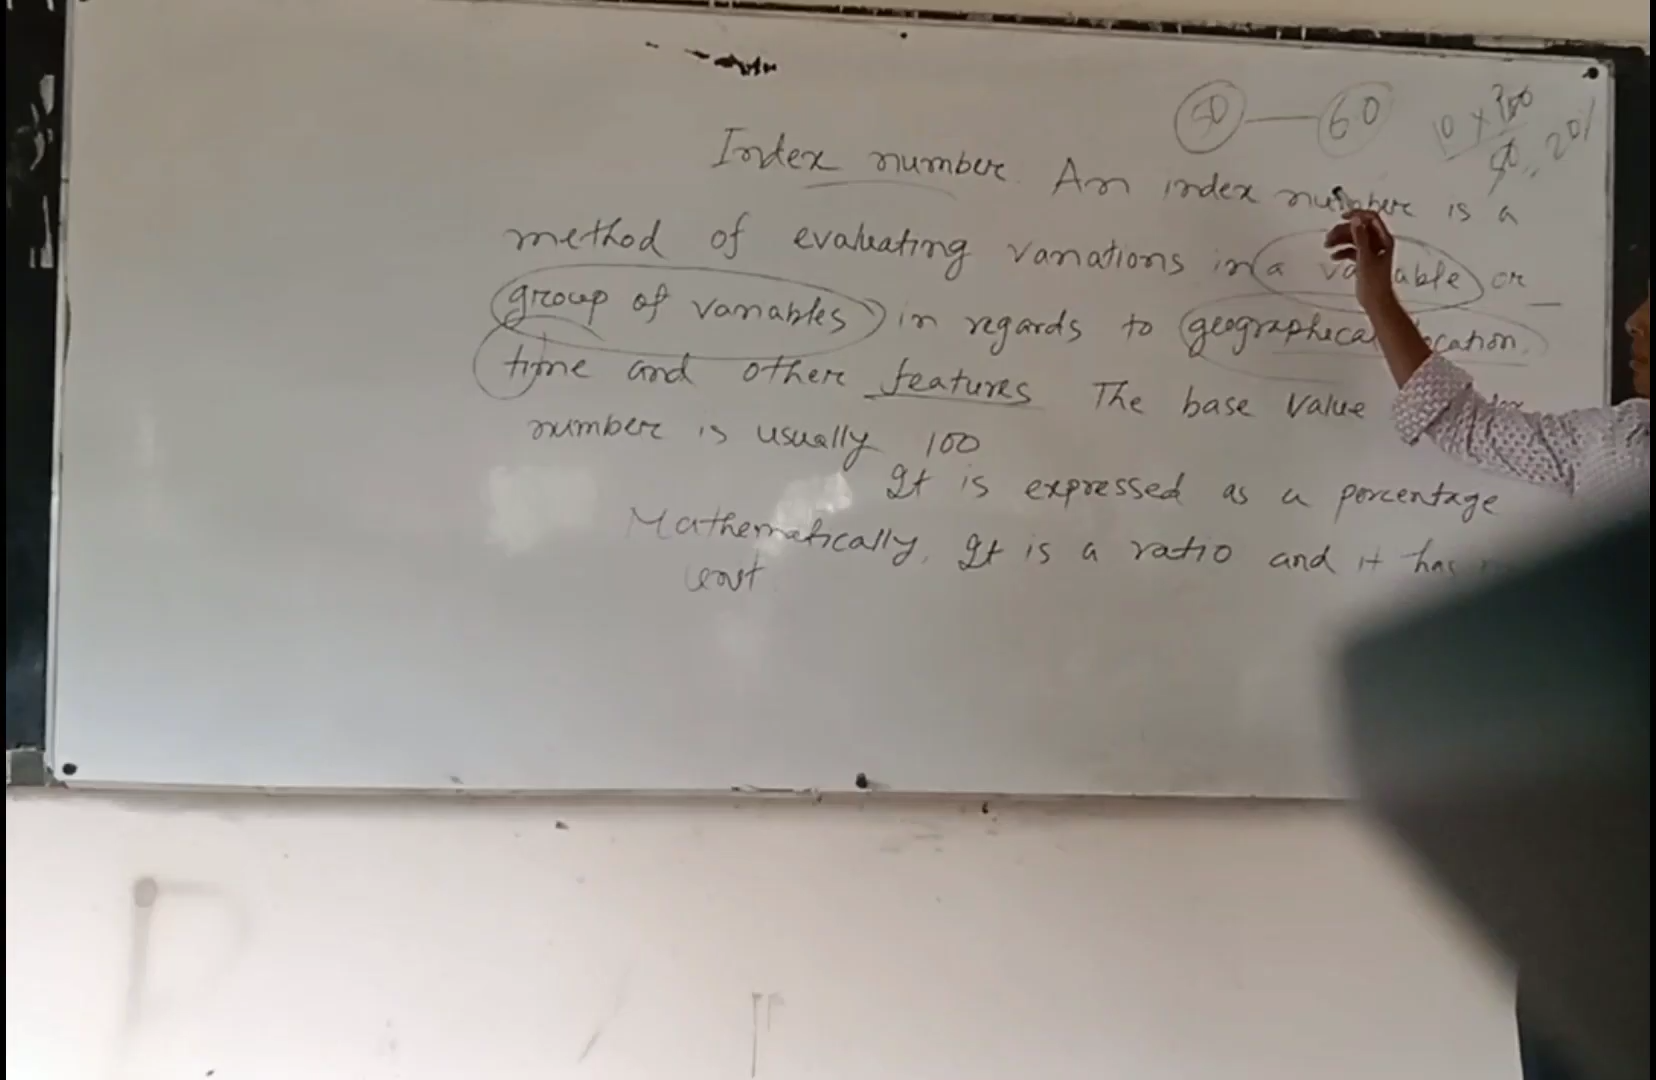 50 — 60 10 × 100 / 50 = 20%
Index number. An index number is a
method of evaluating variations in a variable or
group of variables in regards to geographical location,
time and other features The base value
number is usually 100
It is expressed as a percentage
Mathematically, It is a ratio and it has
unit